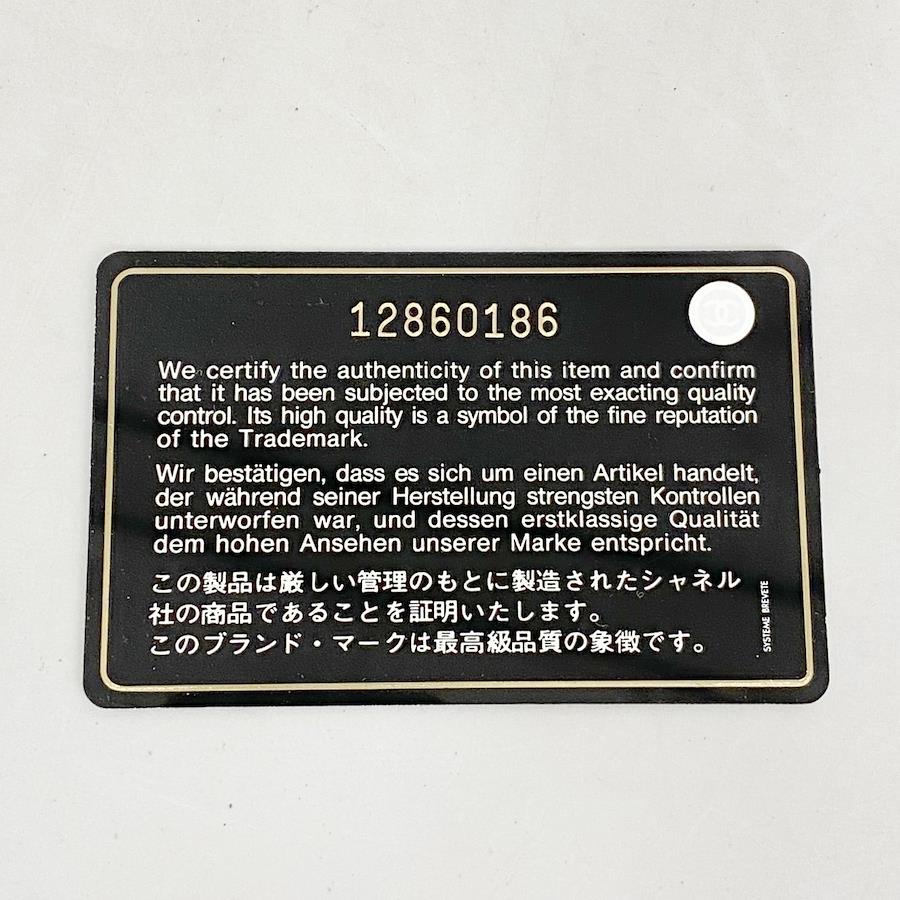 12860186
We certify the authenticity of this item and confirm
that it has been subjected to the most exacting quality
control. Its high quality is a symbol of the fine reputation
of the Trademark.
Wir bestätigen, dass es sich um einen Artikel handelt,
der während seiner Herstellung strengsten Kontrollen
unterworfen war, und dessen erstklassige Qualität
dem hohen Ansehen unserer Marke entspricht.
この製品は厳しい管理のもとに製造されたシャネル
社の商品であることを証明いたします。
このブランド・マークは最高級品質の象徴です。
SYSTEME BREVETE